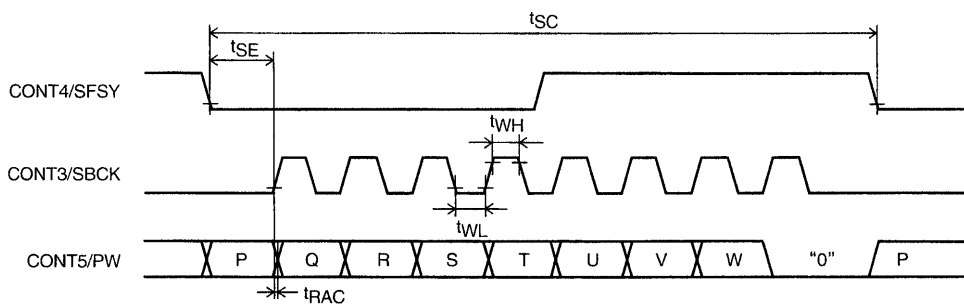 tSC
tSE
CONT4/SFSY
tWH
CONT3/SBCK
tWL
CONT5/PW P Q R S T U V W "0" P
tRAC